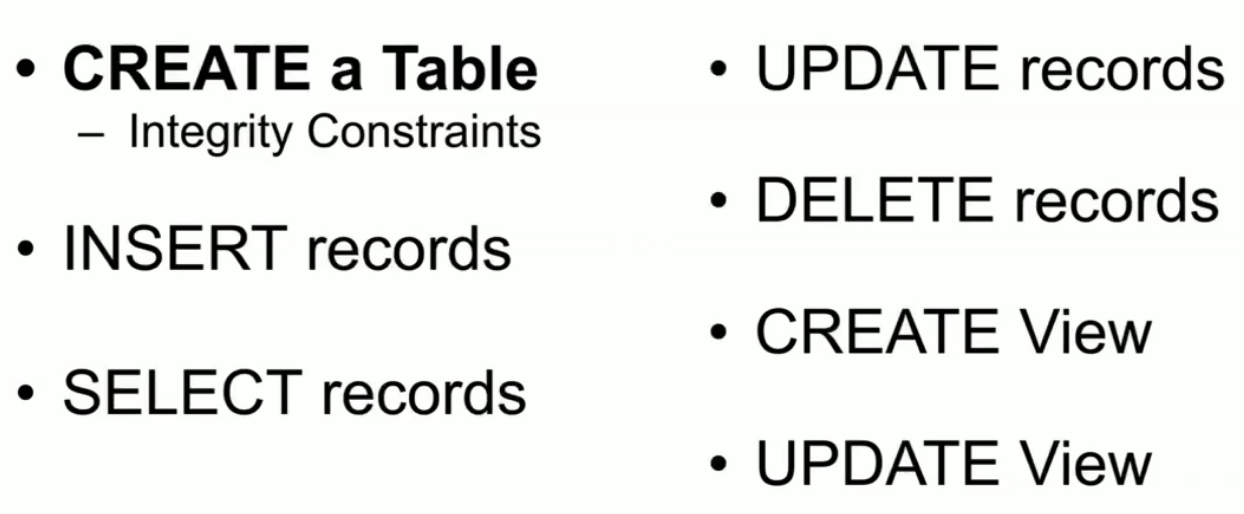 • CREATE a Table
– Integrity Constraints
• INSERT records
• SELECT records
• UPDATE records
• DELETE records
• CREATE View
• UPDATE View